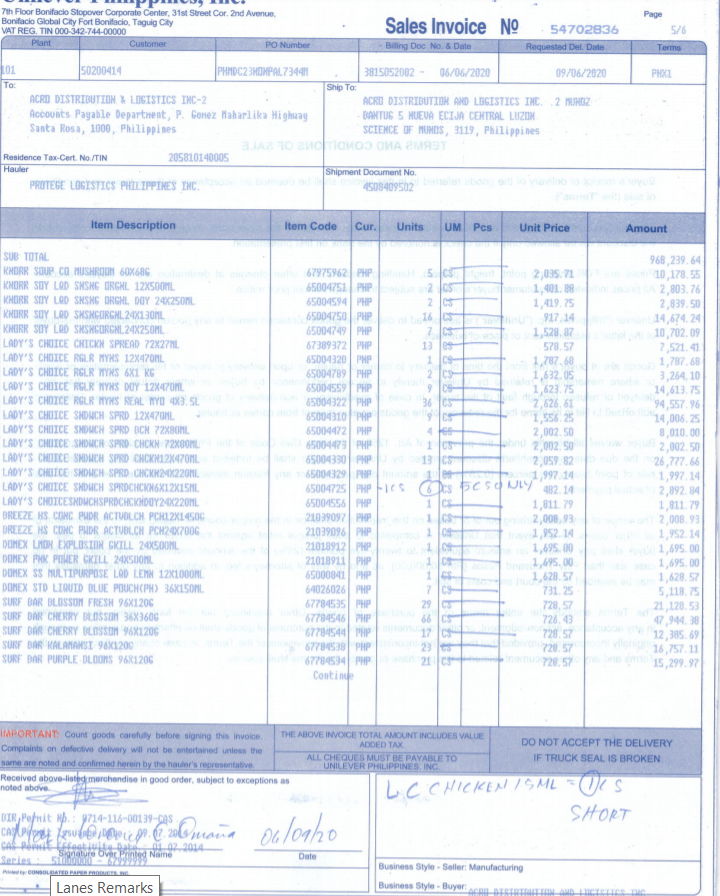 Unilever Philippines, Inc.
7th Floor Bonifacio Stopover Corporate Center, 31st Street Cor. 2nd Avenue,
Bonifacio Global City Fort Bonifacio, Taguig City
VAT REG. TIN 000-342-744-00000
Sales Invoice № 54702836
Page
5/6
Plant Customer PO Number Billing Doc No. & Date Requested Del. Date Terms
101 50200414 PHMDC23MDMPAL7344M 3815052002 - 06/06/2020 09/06/2020 PHX1
To: Ship To:
ACRO DISTRIBUTION & LOGISTICS INC-2 ACRO DISTRIBUTION AND LOGISTICS INC. .2 MUNOZ
Accounts Payable Department, P. Gomez Maharlika Highway BANTUG S NUEVA ECIJA CENTRAL LUZON
Santa Rosa, 1000, Philippines SCIENCE OF MUNOS, 3119, Philippines
Residence Tax-Cert. No./TIN 205810140005
Hauler Shipment Document No.
PROTEGE LOGISTICS PHILIPPINES INC. 4508409502
Item Description Item Code Cur. Units UM Pcs Unit Price Amount
SUB TOTAL 968,239.64
KNORR SOUP CO MUSHROOM 60X68G 67975962 PHP 5 CS 2,035.71 10,178.55
KNORR SOY LQD SNSNG ORGNL 12X500ML 65004751 PHP 2 CS 1,401.88 2,803.76
KNORR SOY LQD SNSNG ORGNL DOY 24X250ML 65004594 PHP 2 CS 1,419.75 2,839.50
KNORR SOY LQD SNSNGORGNL24X130ML 65004750 PHP 16 CS 917.14 14,674.24
KNORR SOY LQD SNSNGORGNL24X250ML 65004749 PHP 7 CS 1,528.87 10,702.09
LADY'S CHOICE CHICKN SPREAD 72X27ML 67389372 PHP 13 CS 578.57 7,521.41
LADY'S CHOICE RGLR MYNS 12X470ML 65004320 PHP 1 CS 1,787.68 1,787.68
LADY'S CHOICE RGLR MYNS 6X1 KG 65004789 PHP 2 CS 1,632.05 3,264.10
LADY'S CHOICE RGLR MYNS DOY 12X470ML 65004559 PHP 9 CS 1,623.75 14,613.75
LADY'S CHOICE RGLR MYNS REAL MYO 4X3.5L 65004322 PHP 36 CS 2,626.61 94,557.96
LADY'S CHOICE SNDWCH SPRD 12X470ML 65004310 PHP 9 CS 1,556.25 14,006.25
LADY'S CHOICE SNDWCH SPRD BCN 72X80ML 65004472 PHP 4 CS 2,002.50 8,010.00
LADY'S CHOICE SNDWCH SPRD CHCKN 72X80ML 65004473 PHP 1 CS 2,002.50 2,002.50
LADY'S CHOICE SNDWCH SPRD CHCKN12X470ML 65004330 PHP 13 CS 2,059.82 26,777.66
LADY'S CHOICE SNDWCH SPRD CHCKN24X220ML 65004329 PHP 1 CS 1,997.14 1,997.14
LADY'S CHOICE SNDWCH SPRDCHCKN6X12X15ML 65004725 PHP -1CS 6 CS 5CS ONLY 482.14 2,892.84
LADY'S CHOICESNDWCHSPRDCHCKNDOY24X220ML 65004556 PHP 1 CS 1,811.79 1,811.79
BREEZE HS CONC PWDR ACTVBLCH PCH12X1450G 21039097 PHP 1 CS 2,008.93 2,008.93
BREEZE HS CONC PWDR ACTVBLCH PCH24X700G 21039096 PHP 1 CS 1,952.14 1,952.14
DOMEX LMON EXPLOSION GKILL 24X500ML 21018912 PHP 1 CS 1,695.00 1,695.00
DOMEX PNK POWER GKILL 24X500ML 21018911 PHP 1 CS 1,695.00 1,695.00
DOMEX SS MULTIPURPOSE LQD LEMN 12X1000ML 65000841 PHP 1 CS 1,628.57 1,628.57
DOMEX STD LIQUID BLUE POUCH(PH) 36X150ML 64026026 PHP 7 CS 731.25 5,118.75
SURF BAR BLOSSOM FRESH 96X120G 67784535 PHP 29 CS 728.57 21,128.53
SURF BAR CHERRY BLOSSOM 36X360G 67784546 PHP 66 CS 726.43 47,944.38
SURF BAR CHERRY BLOSSOM 96X120G 67784544 PHP 17 CS 728.57 12,385.69
SURF BAR KALAMANSI 96X120G 67784538 PHP 23 CS 728.57 16,757.11
SURF BAR PURPLE BLOOMS 96X120G 67784534 PHP 21 CS 728.57 15,299.97
Continue
IMPORTANT: Count goods carefully before signing this invoice.
Complaints on defective delivery will not be entertained unless the
same are noted and confirmed herein by the hauler's representative.
THE ABOVE INVOICE TOTAL AMOUNT INCLUDES VALUE
ADDED TAX.
ALL CHEQUES MUST BE PAYABLE TO
UNILEVER PHILIPPINES, INC.
DO NOT ACCEPT THE DELIVERY
IF TRUCK SEAL IS BROKEN
Received above-listed merchandise in good order, subject to exceptions as
noted above.
LC CHICKEN 15ML = 1 CS
SHORT
BIR Permit No.: 0714-116-00139-CAS
CAS Permit Issuance Date : 09.07.2014
CAS Permit Effectivity Date : 01.07.2014
Series : 51000000 - 67999999
06/09/20
Signature Over Printed Name Date
Printed by: CONSOLIDATED PAPER PRODUCTS, INC.
Business Style - Seller: Manufacturing
Business Style - Buyer: ACRO DISTRIBUTION AND LOGISTICS INC.
Lanes Remarks